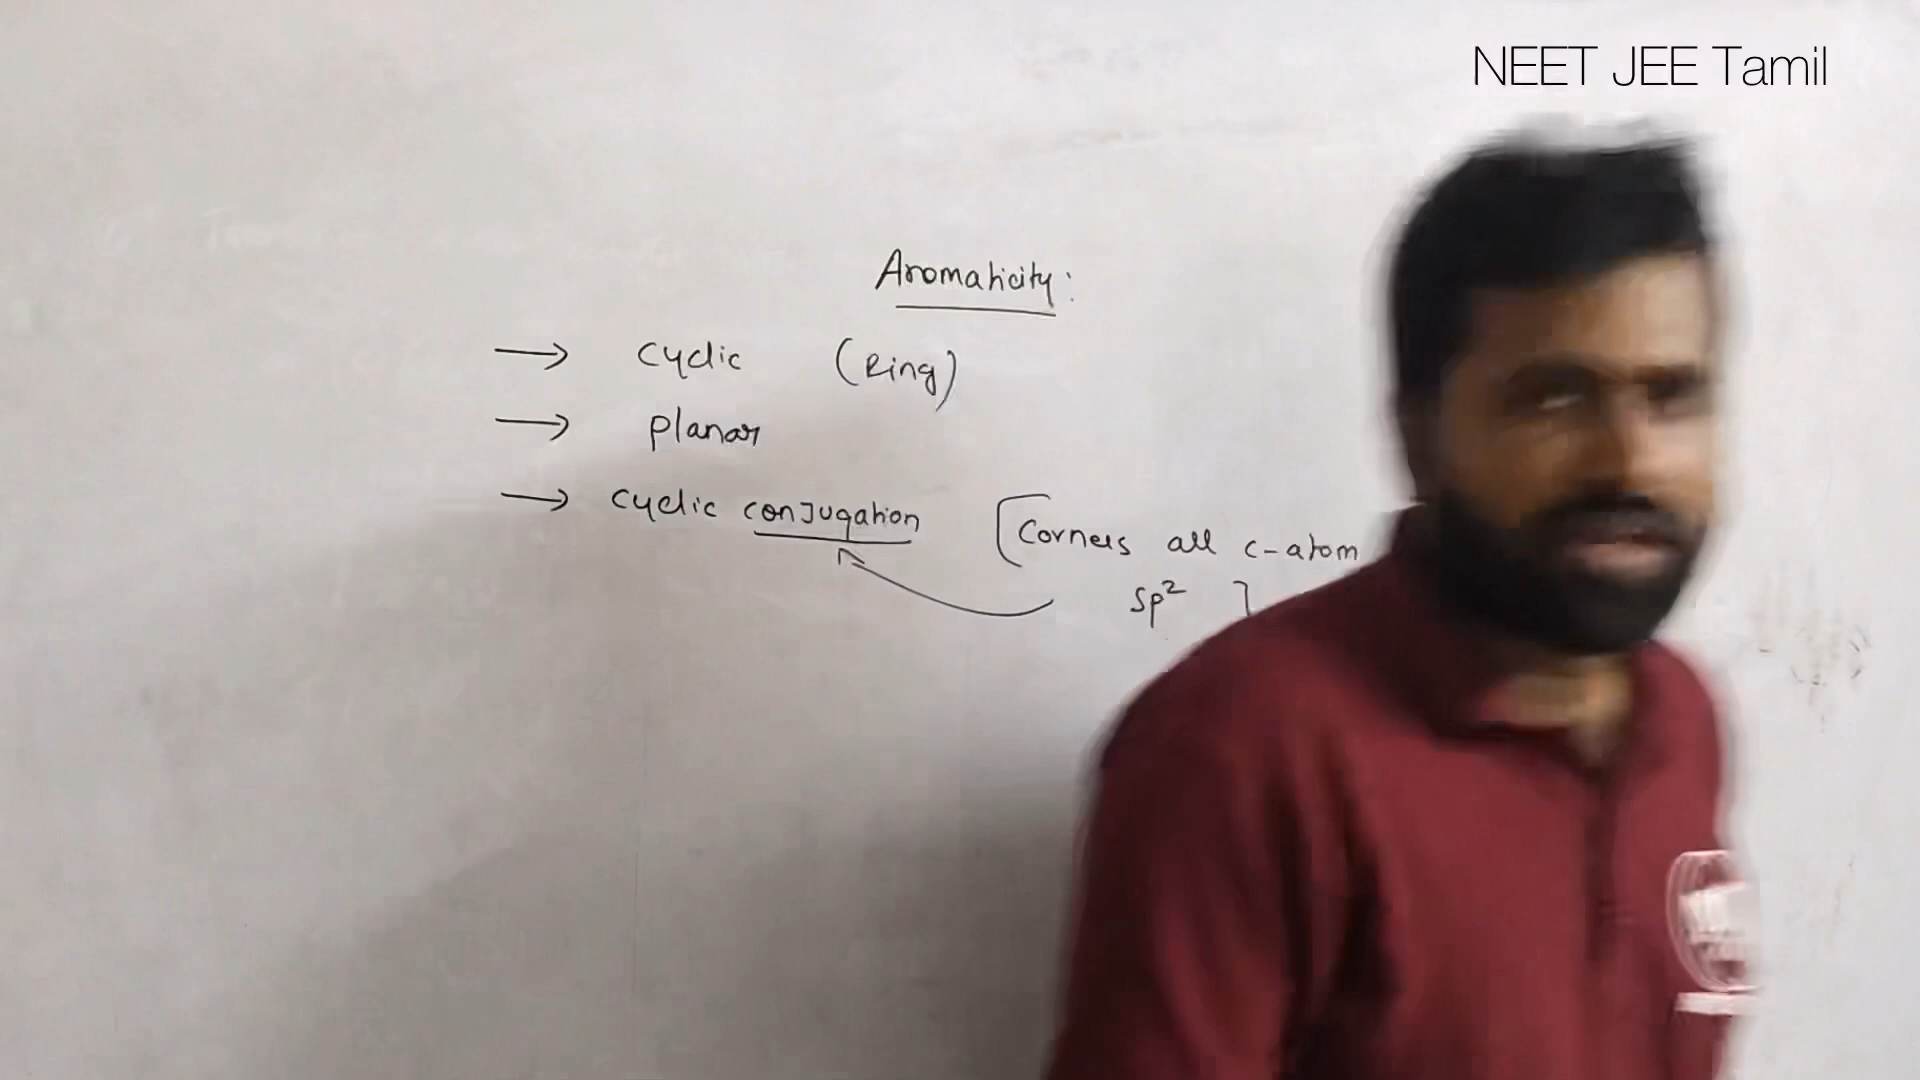 NEET JEE Tamil
Aromaticity:
→ cyclic (Ring)
→ planar
→ cyclic conjugation [corners all c-atom
sp² ]